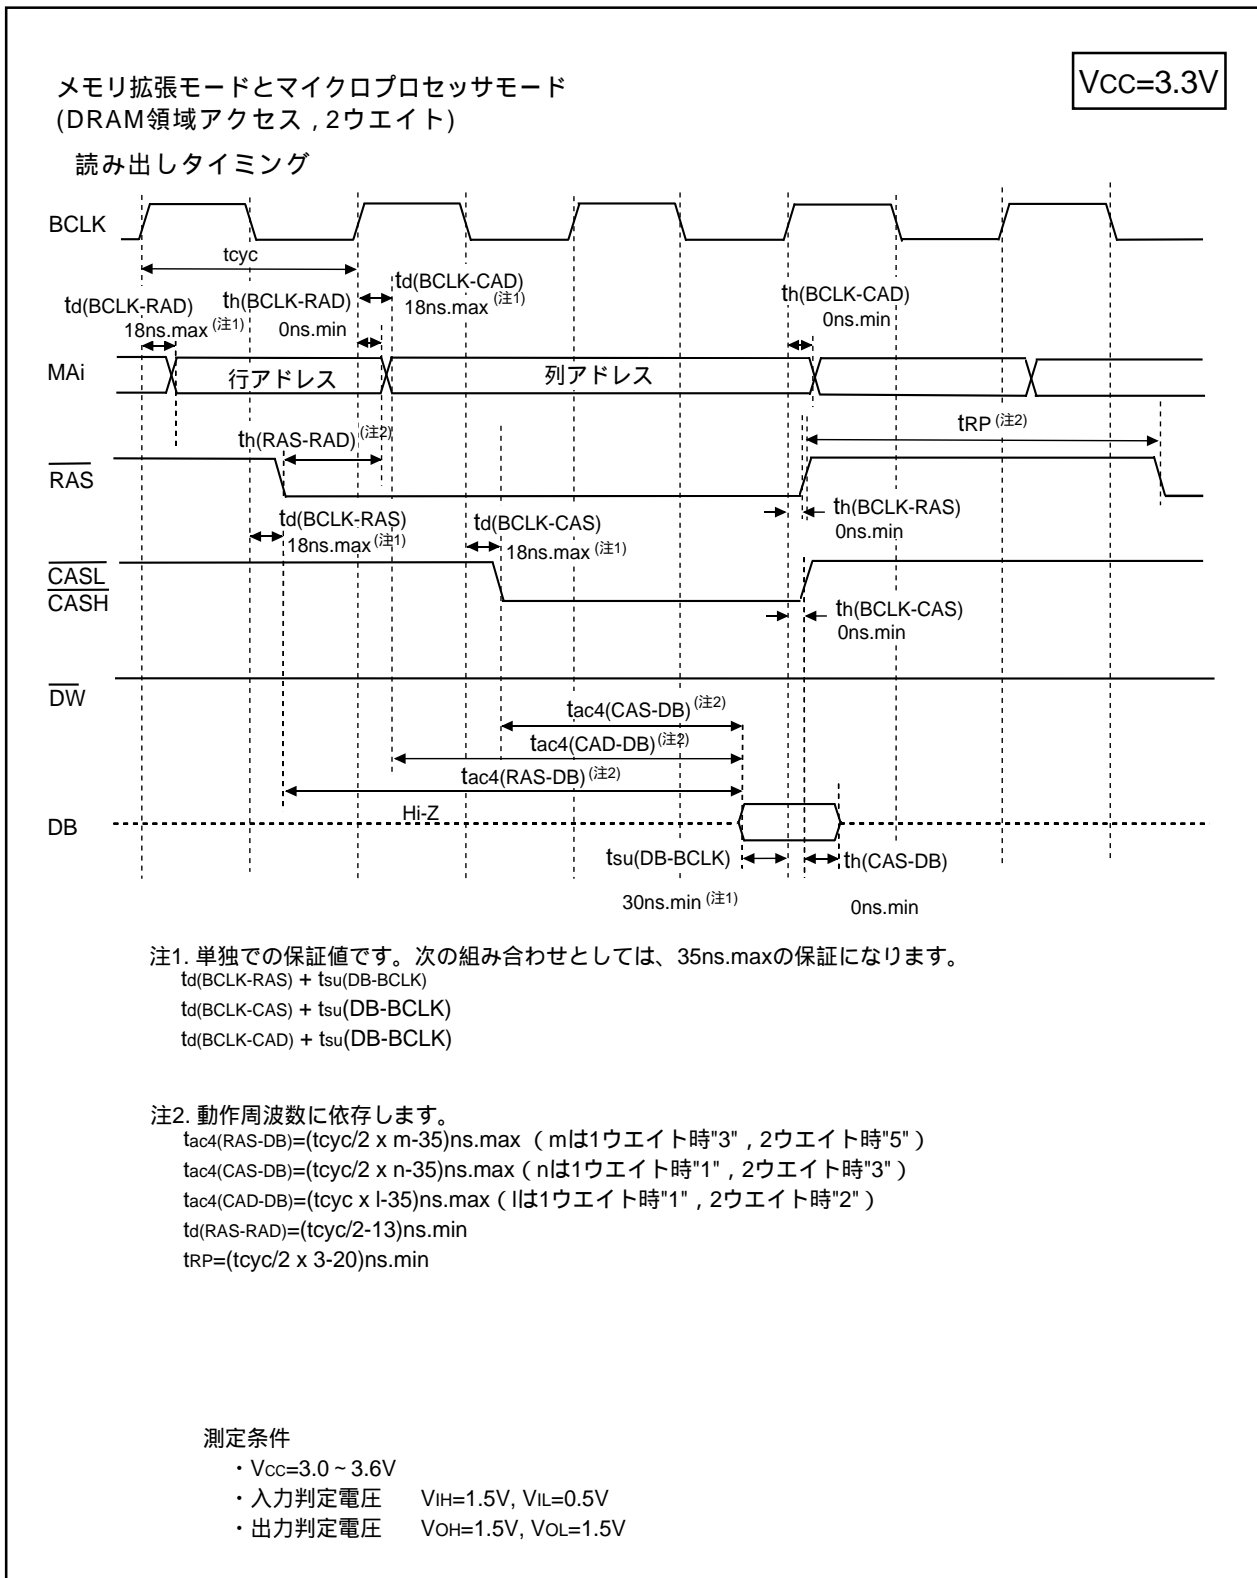 VCC=3.3V
メモリ拡張モードとマイクロプロセッサモード
(DRAM領域アクセス , 2ウエイト)
読み出しタイミング
BCLK
tcyc
td(BCLK-RAD)
18ns.max (注1)
th(BCLK-RAD)
0ns.min
td(BCLK-CAD)
18ns.max (注1)
th(BCLK-CAD)
0ns.min
MAi
行アドレス
列アドレス
th(RAS-RAD) (注2)
tRP (注2)
RAS
td(BCLK-RAS)
18ns.max (注1)
td(BCLK-CAS)
18ns.max (注1)
th(BCLK-RAS)
0ns.min
CASL
CASH
th(BCLK-CAS)
0ns.min
DW
tac4(CAS-DB) (注2)
tac4(CAD-DB) (注2)
tac4(RAS-DB) (注2)
Hi-Z
DB
tsu(DB-BCLK)
30ns.min (注1)
th(CAS-DB)
0ns.min
注1. 単独での保証値です。次の組み合わせとしては、35ns.maxの保証になります。
td(BCLK-RAS) + tsu(DB-BCLK)
td(BCLK-CAS) + tsu(DB-BCLK)
td(BCLK-CAD) + tsu(DB-BCLK)
注2. 動作周波数に依存します。
tac4(RAS-DB)=(tcyc/2 x m-35)ns.max （mは1ウエイト時"3" , 2ウエイト時"5" ）
tac4(CAS-DB)=(tcyc/2 x n-35)ns.max （nは1ウエイト時"1" , 2ウエイト時"3" ）
tac4(CAD-DB)=(tcyc x l-35)ns.max （lは1ウエイト時"1" , 2ウエイト時"2" ）
td(RAS-RAD)=(tcyc/2-13)ns.min
tRP=(tcyc/2 x 3-20)ns.min
測定条件
・VCC=3.0～3.6V
・入力判定電圧 VIH=1.5V, VIL=0.5V
・出力判定電圧 VOH=1.5V, VOL=1.5V